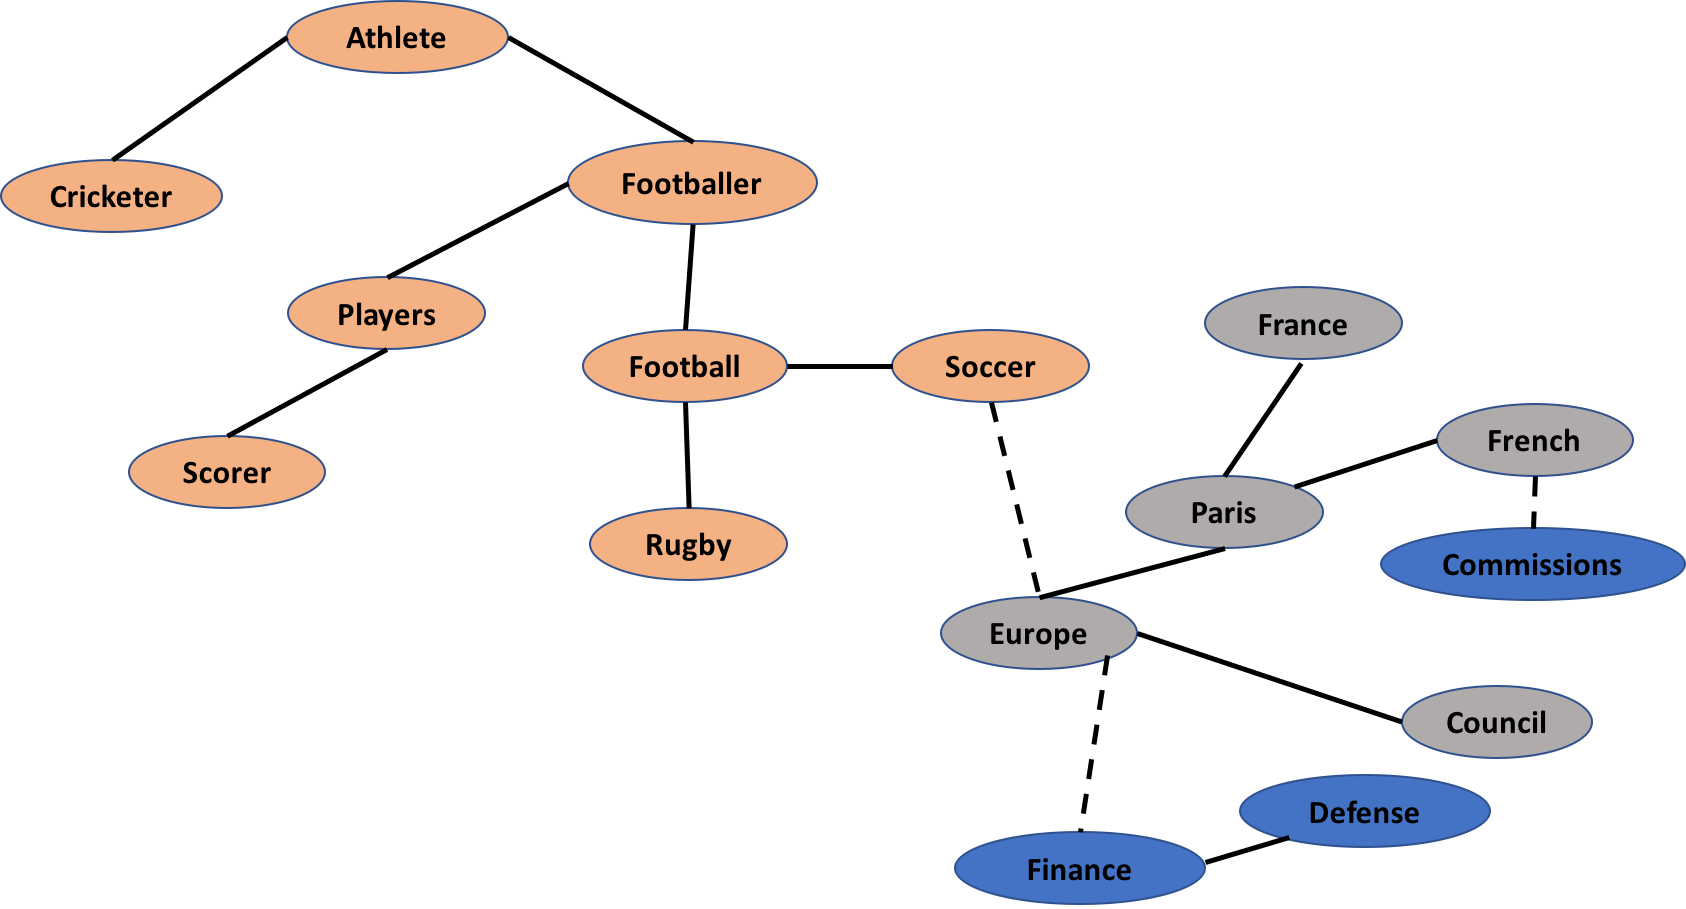 Athlete
Footballer
Cricketer
Players
France
Football
Soccer
French
Scorer
Paris
Rugby
Commissions
Europe
Council
Defense
Finance